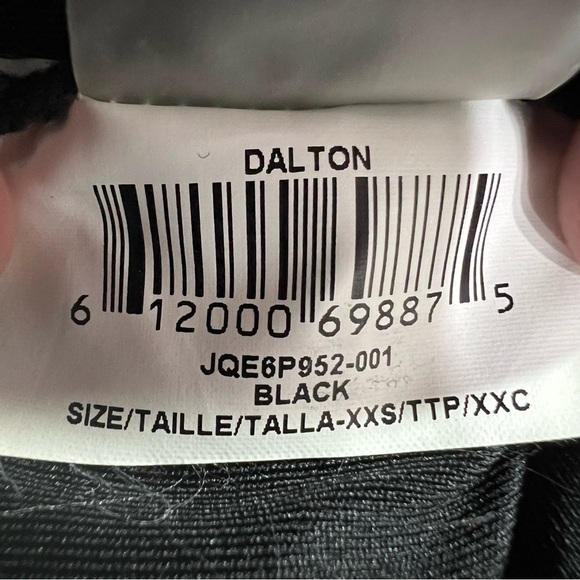 DALTON
6 12000 69887 5
JQE6P952-001
BLACK
SIZE/TAILLE/TALLA-XXS/TTP/XXC